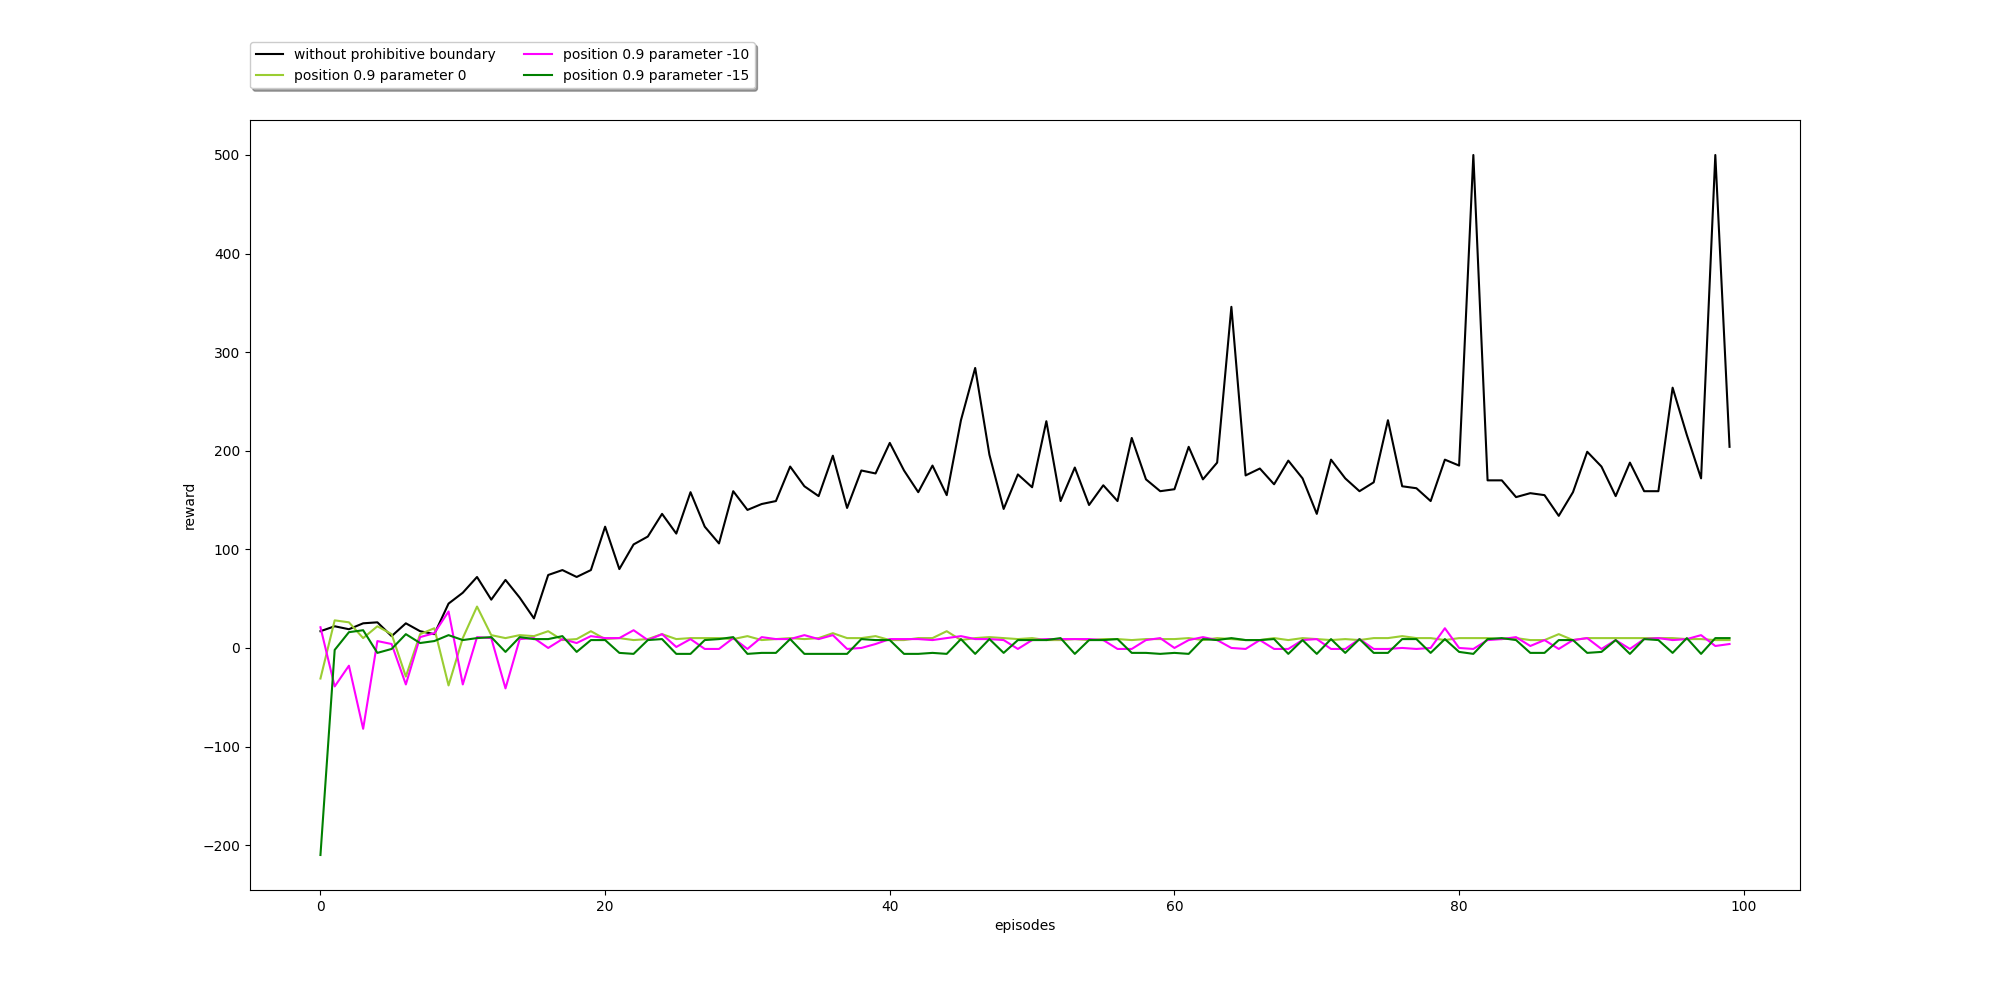 without prohibitive boundary
position 0.9 parameter 0
position 0.9 parameter -10
position 0.9 parameter -15
500
400
300
200
100
0
−100
−200
reward
0 20 40 60 80 100
episodes